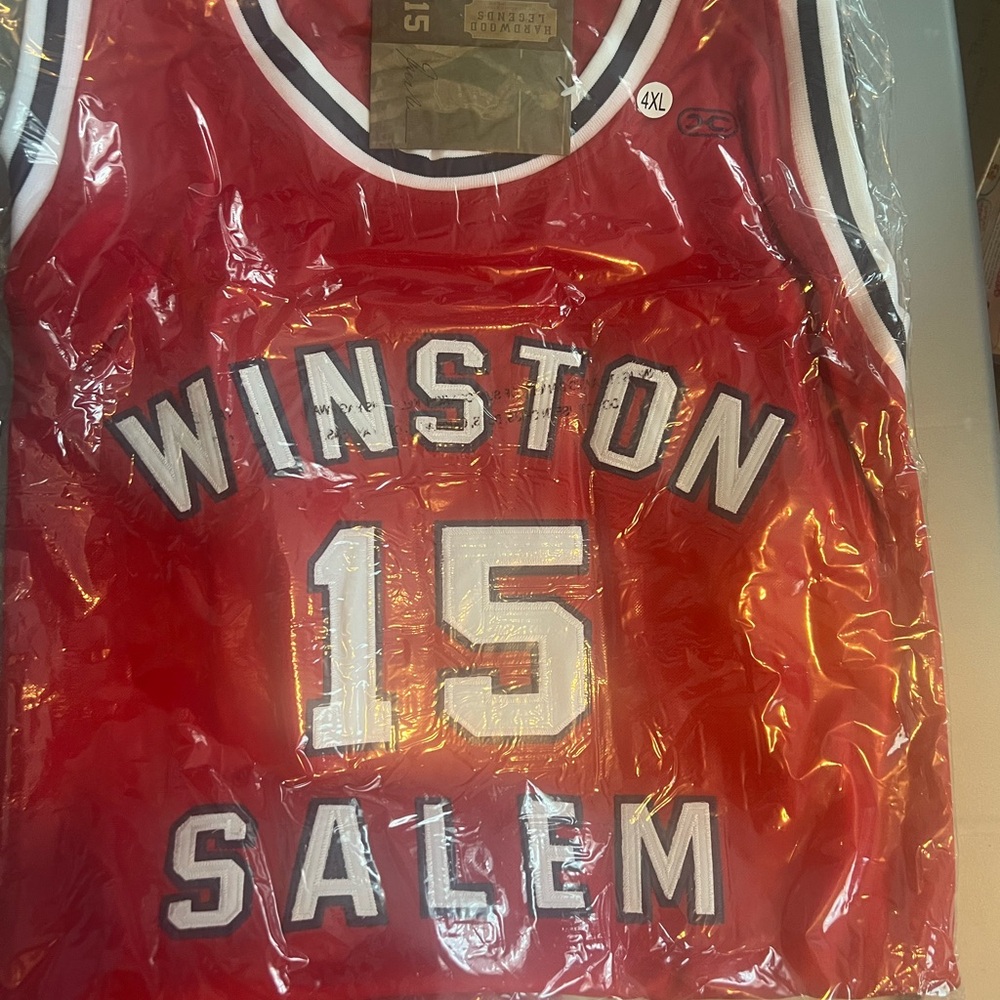 15
HARDWOOD
LEGENDS
4XL
WINSTON
15
SALEM